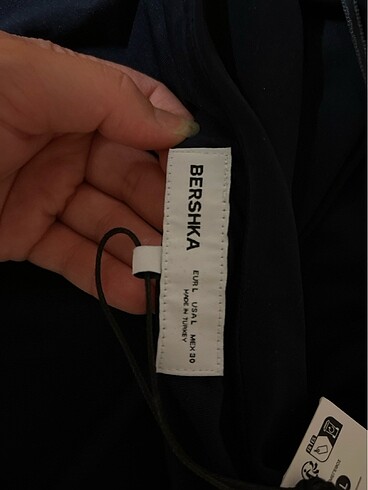 BERSHKA
EUR L USA L MEX 30
MADE IN TURKEY